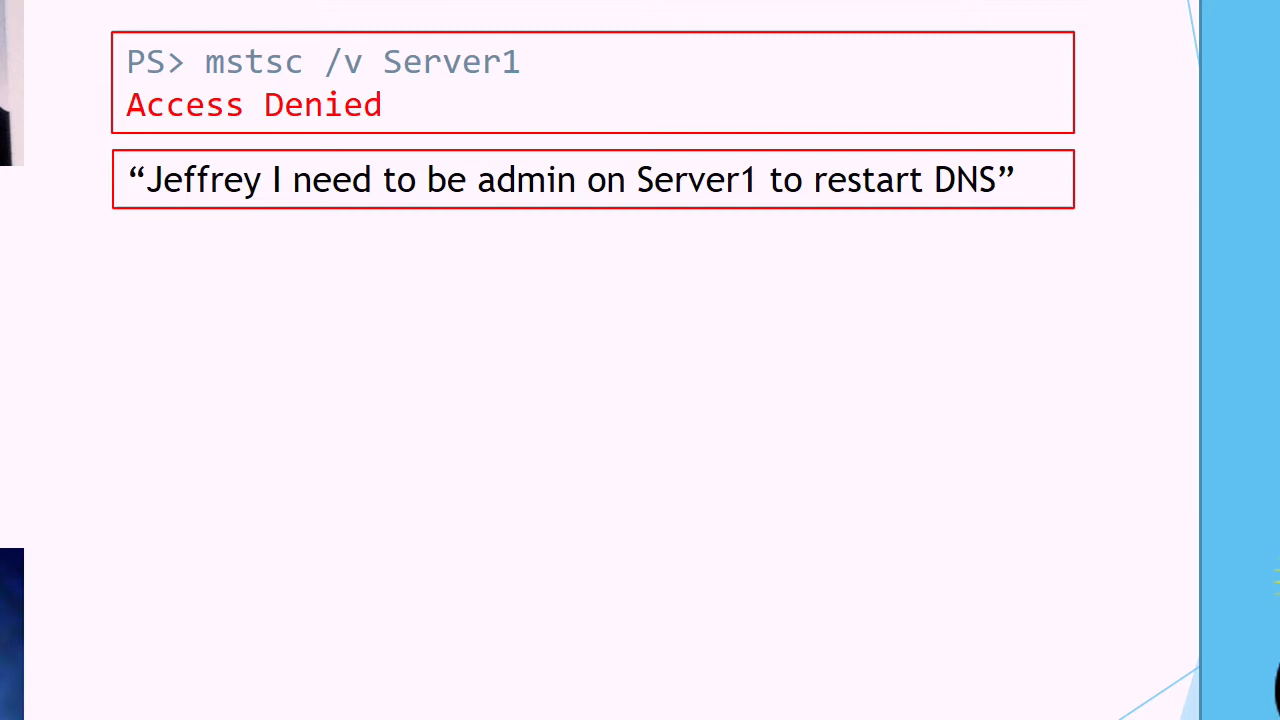 PS> mstsc /v Server1
Access Denied
“Jeffrey I need to be admin on Server1 to restart DNS”